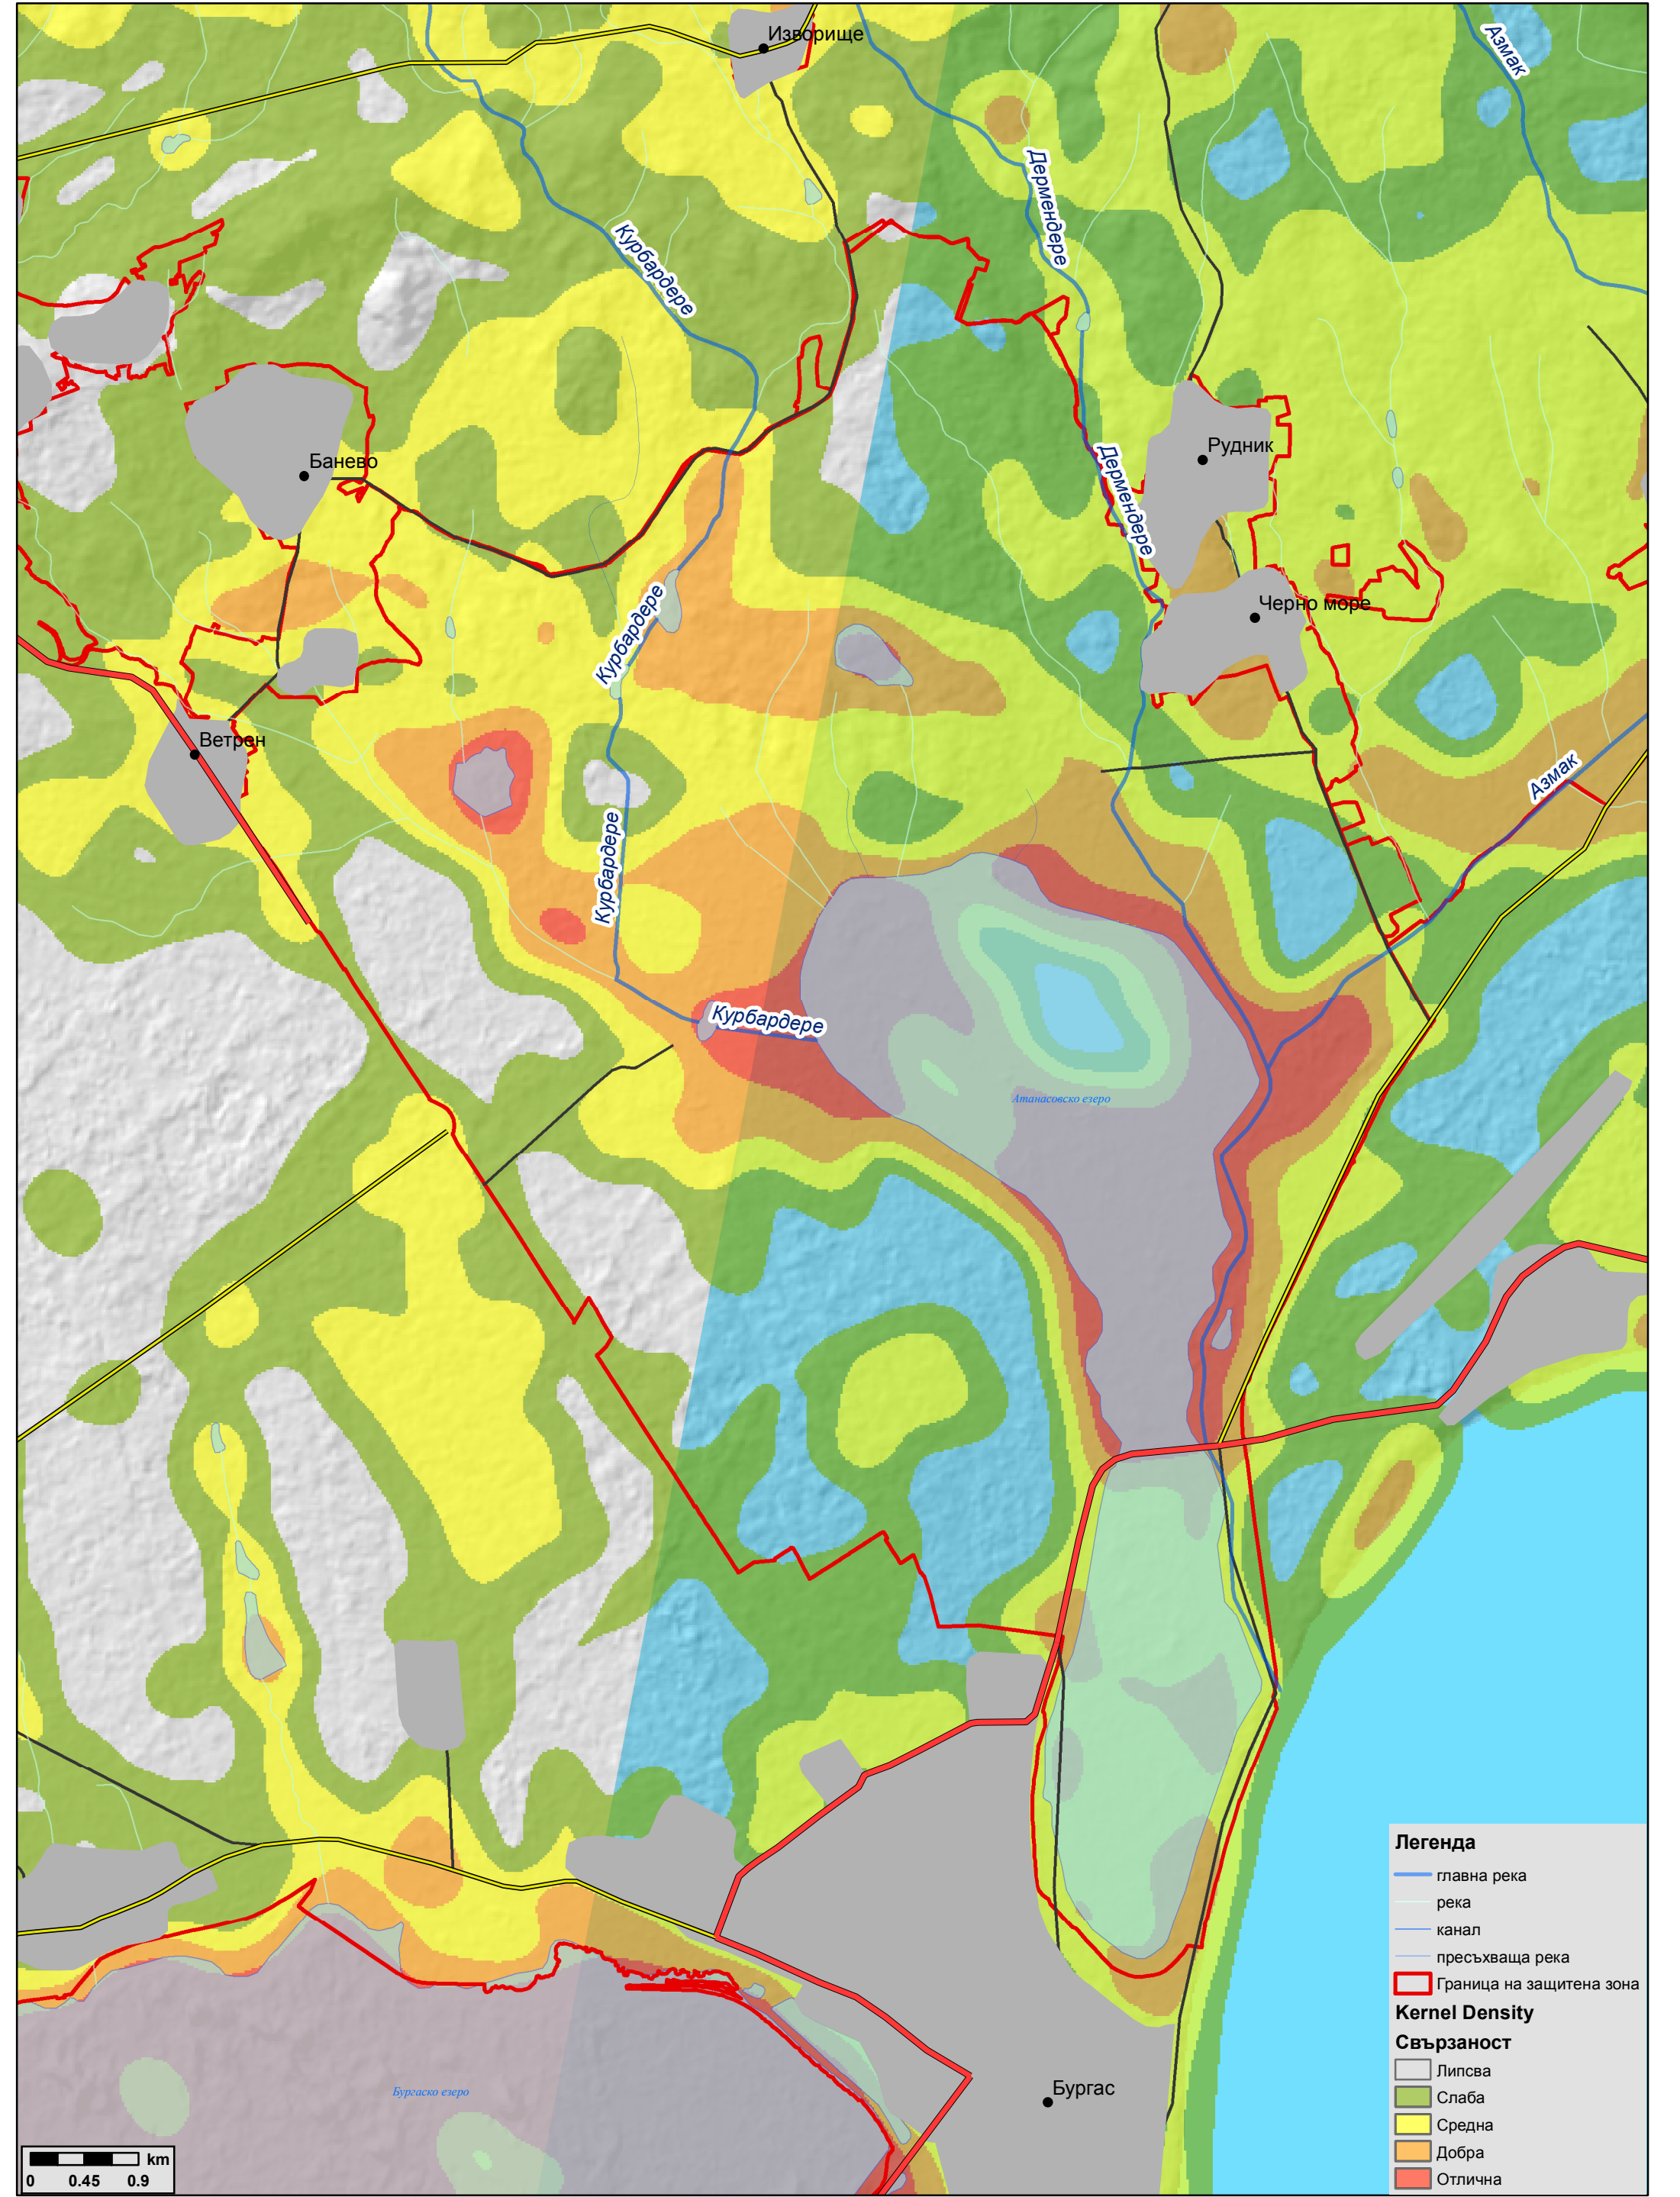 Изворище
Азмак
Дермендере
Курбардере
Рудник
Банево
Дермендере
Черно море
Курбардере
Ветрен
Азмак
Курбардере
Курбардере
Атанасовско езеро
Бургаско езеро
Бургас
km
0 0.45 0.9
Легенда
главна река
река
канал
пресъхваща река
Граница на защитена зона
Kernel Density
Свързаност
Липсва
Слаба
Средна
Добра
Отлична